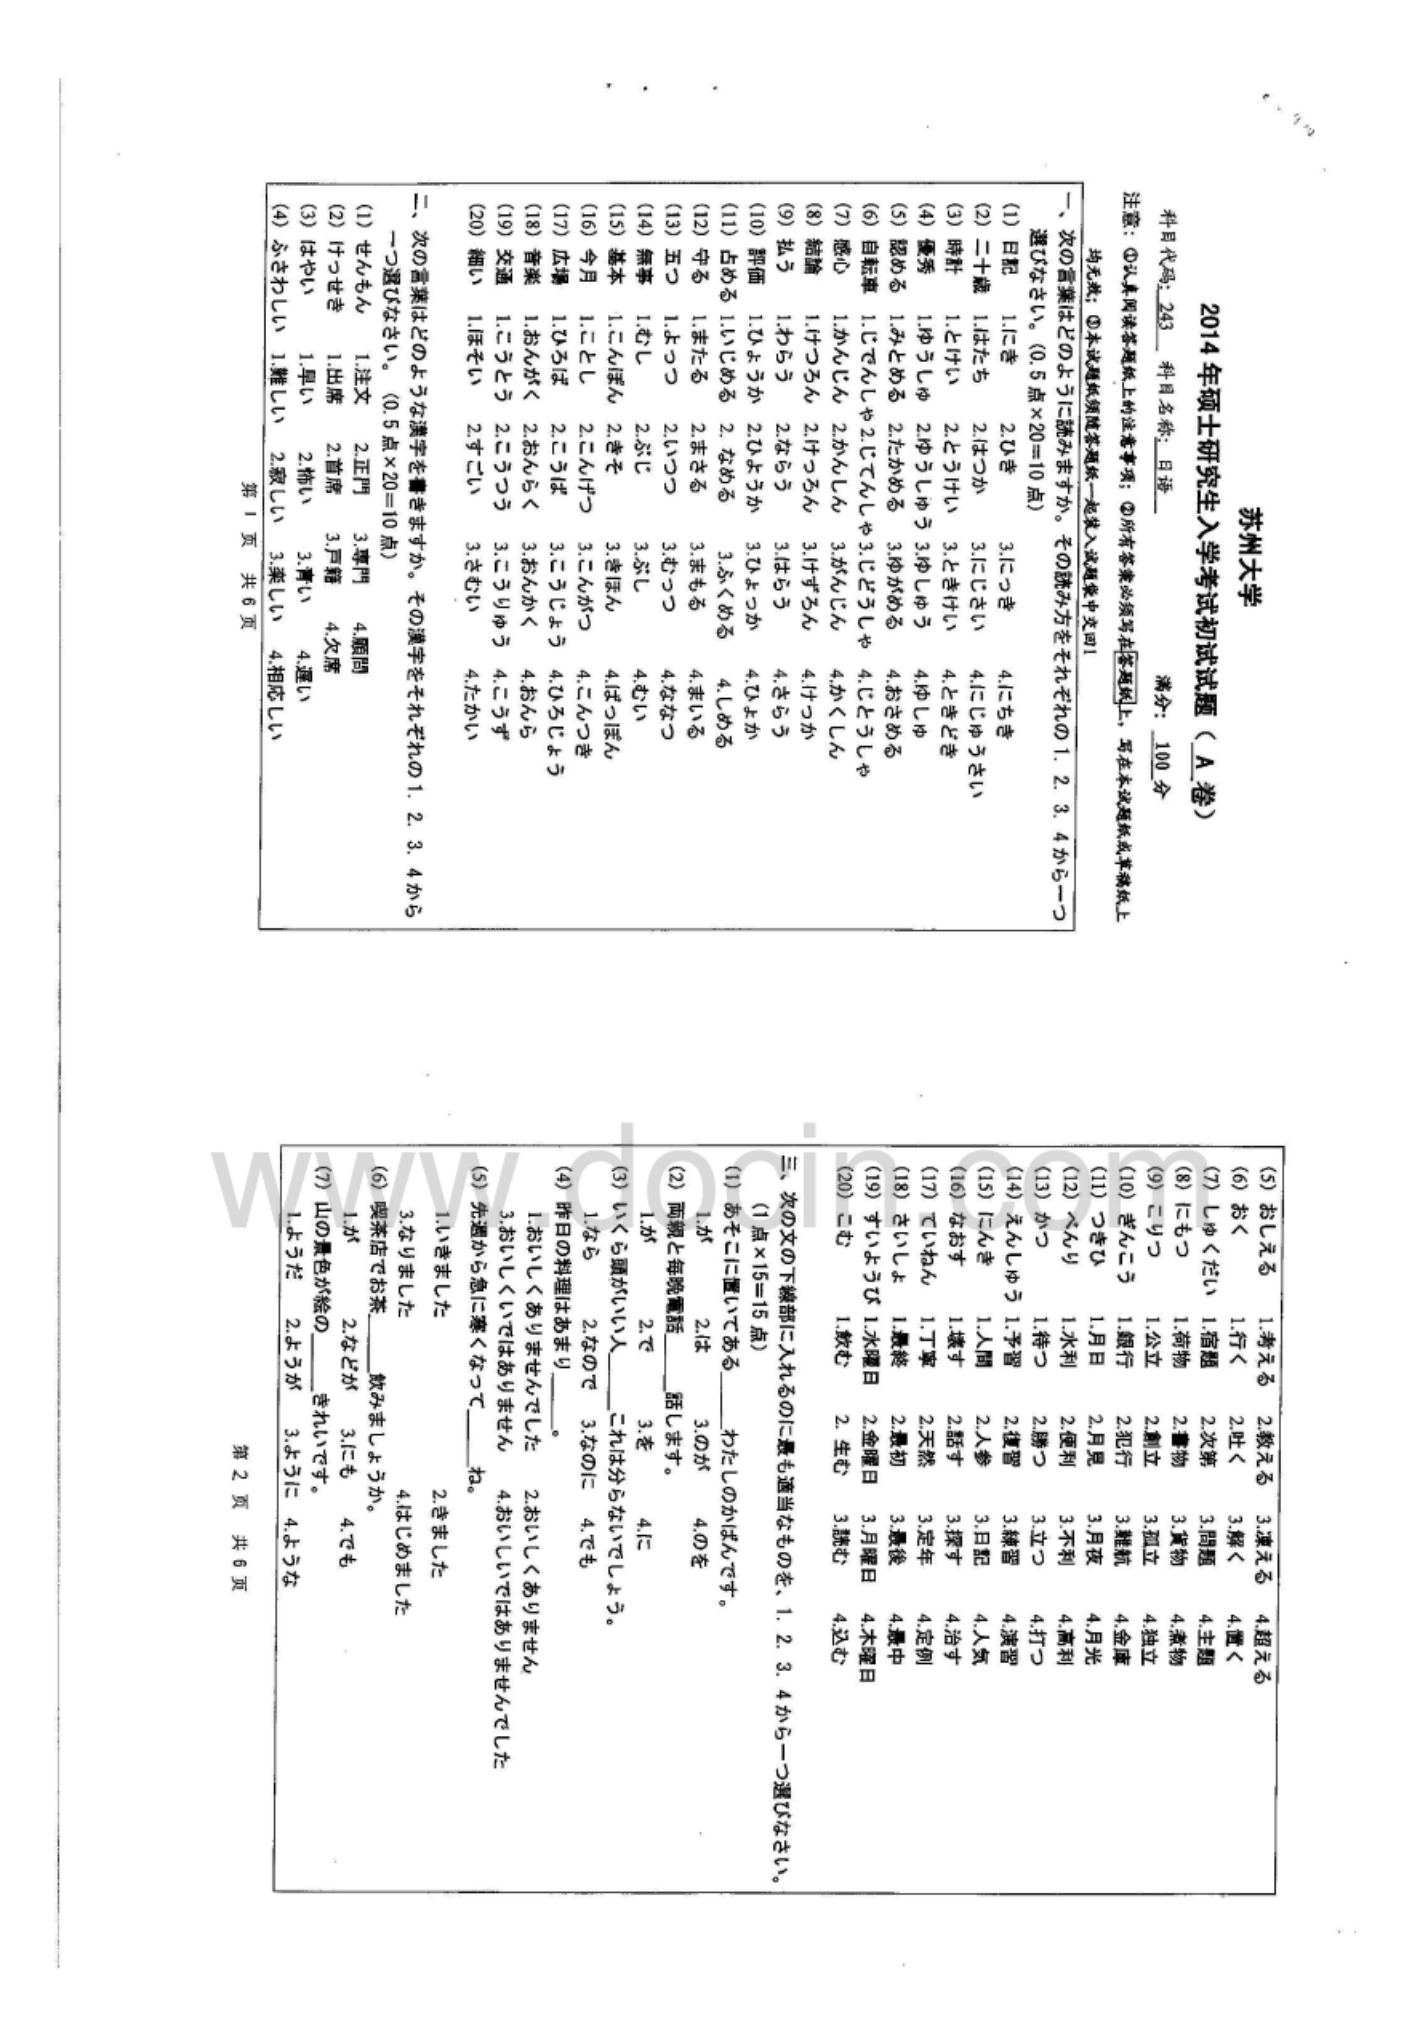 苏州大学
2014年硕士研究生入学考试初试试题（A卷）
科目代码: 243 科目名称: 日语 满分: 100 分
注意: ①认真阅读答题纸上的注意事项; ②所有答案必须写在答题纸上, 写在本试题纸或草稿纸上
均无效; ③本试题纸须随答题纸一起装入试题袋中交回!
一、次の言葉はどのように読みますか。その読み方をそれぞれの1．2．3．4から一つ
選びなさい。(0.5点×20＝10点)
(1) 日記 1.にき 2.ひき 3.にっき 4.にちき
(2) 二十歳 1.はたち 2.はつか 3.にじさい 4.にじゅうさい
(3) 時計 1.とけい 2.とうけい 3.ときけい 4.ときどき
(4) 優秀 1.ゆうしゅ 2.ゆうしゅう 3.ゆしゅう 4.ゆしゅ
(5) 認める 1.みとめる 2.たかめる 3.ゆがめる 4.おさめる
(6) 自転車 1.じでんしゃ 2.じてんしゃ 3.じどうしゃ 4.じとうしゃ
(7) 感心 1.かんじん 2.かんしん 3.がんじん 4.かくしん
(8) 結論 1.けつろん 2.けっろん 3.けずろん 4.けっか
(9) 払う 1.わらう 2.ならう 3.はらう 4.きらう
(10) 評価 1.ひょうか 2.ひようか 3.ひょっか 4.ひょか
(11) 占める 1.いじめる 2. なめる 3.ふくめる 4.しめる
(12) 守る 1.またる 2.まさる 3.まもる 4.まいる
(13) 五つ 1.よっつ 2.いつつ 3.むっつ 4.ななつ
(14) 無事 1.むし 2.ぶじ 3.ぶし 4.むい
(15) 基本 1.こんぽん 2.きそ 3.きほん 4.ばっぽん
(16) 今月 1.ことし 2.こんげつ 3.こんがつ 4.こんつき
(17) 広場 1.ひろば 2.こうば 3.こうじょう 4.ひろじょう
(18) 音楽 1.おんがく 2.おんらく 3.おんかく 4.おんら
(19) 交通 1.こうとう 2.こうつう 3.こうりゅう 4.こうず
(20) 細い 1.ほそい 2.すごい 3.さむい 4.たかい
二、次の言葉はどのような漢字を書きますか。その漢字をそれぞれの1．2．3．4から
一つ選びなさい。(0.5点×20＝10点)
(1) せんもん 1.注文 2.正門 3.専門 4.顧問
(2) けっせき 1.出席 2.首席 3.戸籍 4.欠席
(3) はやい 1.早い 2.怖い 3.青い 4.遅い
(4) ふさわしい 1.難しい 2.寂しい 3.楽しい 4.相応しい
第 1 页 共 6 页
(5) おしえる 1.考える 2.教える 3.凍える 4.超える
(6) おく 1.行く 2.吐く 3.解く 4.置く
(7) しゅくだい 1.宿題 2.次第 3.問題 4.主題
(8) にもつ 1.荷物 2.書物 3.貨物 4.煮物
(9) こりつ 1.公立 2.創立 3.孤立 4.独立
(10) ぎんこう 1.銀行 2.犯行 3.難航 4.金庫
(11) つきひ 1.月日 2.月見 3.月夜 4.月光
(12) べんり 1.水利 2.便利 3.不利 4.高利
(13) かつ 1.待つ 2.勝つ 3.立つ 4.打つ
(14) えんしゅう 1.予習 2.復習 3.練習 4.演習
(15) にんき 1.人間 2.人参 3.日記 4.人気
(16) なおす 1.壊す 2.話す 3.探す 4.治す
(17) ていねん 1.丁寧 2.天然 3.定年 4.定例
(18) さいしょ 1.最終 2.最初 3.最後 4.最中
(19) すいようび 1.水曜日 2.金曜日 3.月曜日 4.木曜日
(20) こむ 1.飲む 2. 生む 3.読む 4.込む
三、次の文の下線部に入れるのに最も適当なものを、1．2．3．4から一つ選びなさい。
(1点×15＝15点)
(1) あそこに置いてある____わたしのかばんです。
1.が 2.は 3.のが 4.のを
(2) 両親と毎晩電話____話します。
1.が 2.で 3.を 4.に
(3) いくら頭がいい人____これは分らないでしょう。
1.なら 2.なので 3.なのに 4.でも
(4) 昨日の料理はあまり____。
1.おいしくありませんでした 2.おいしくありません
3.おいしくいではありません 4.おいしいではありませんでした
(5) 先週から急に寒くなって____ね。
1.いきました 2.きました
3.なりました 4.はじめました
(6) 喫茶店でお茶____飲みましょうか。
1.が 2.などが 3.にも 4.でも
(7) 山の景色が絵の____きれいです。
1.ようだ 2.ようが 3.ように 4.ような
第 2 页 共 6 页
www.docin.com